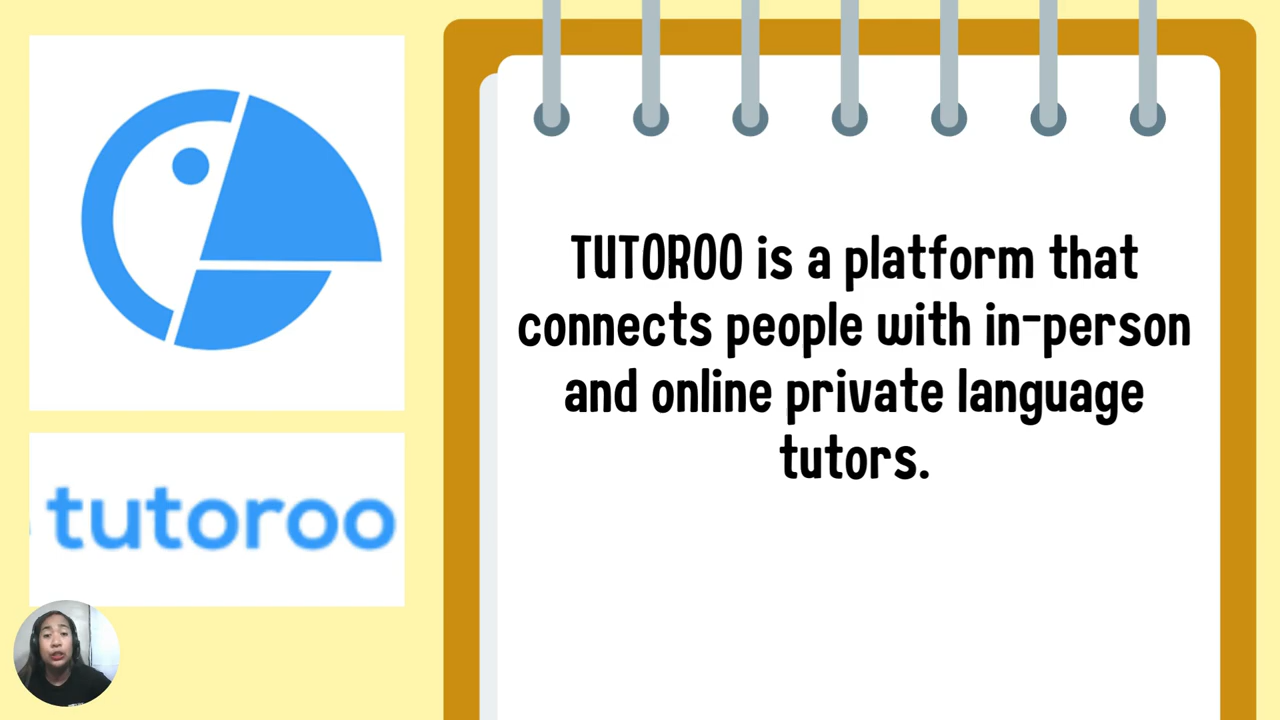 TUTOROO is a platform that
connects people with in-person
and online private language
tutors.
tutoroo